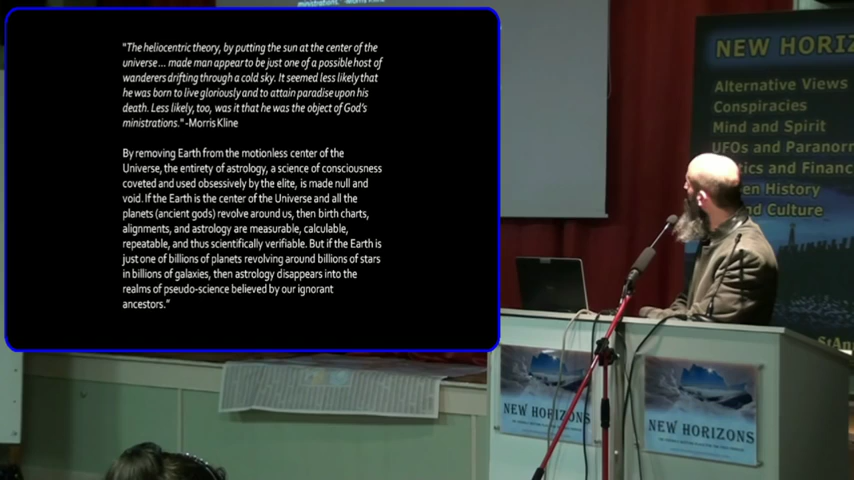 ministrations." -Morris Kline
"The heliocentric theory, by putting the sun at the center of the
universe... made man appear to be just one of a possible host of
wanderers drifting through a cold sky. It seemed less likely that
he was born to live gloriously and to attain paradise upon his
death. Less likely, too, was it that he was the object of God's
ministrations." -Morris Kline
By removing Earth from the motionless center of the
Universe, the entirety of astrology, a science of consciousness
coveted and used obsessively by the elite, is made null and
void. If the Earth is the center of the Universe and all the
planets (ancient gods) revolve around us, then birth charts,
alignments, and astrology are measurable, calculable,
repeatable, and thus scientifically verifiable. But if the Earth is
just one of billions of planets revolving around billions of stars
in billions of galaxies, then astrology disappears into the
realms of pseudo-science believed by our ignorant
ancestors."
NEW HORIZ
Alternative Views
Conspiracies
Mind and Spirit
UFOs and Paranor
tics and Financ
en History
d Culture
StAn
NEW HORIZONS
NEW HORIZONS